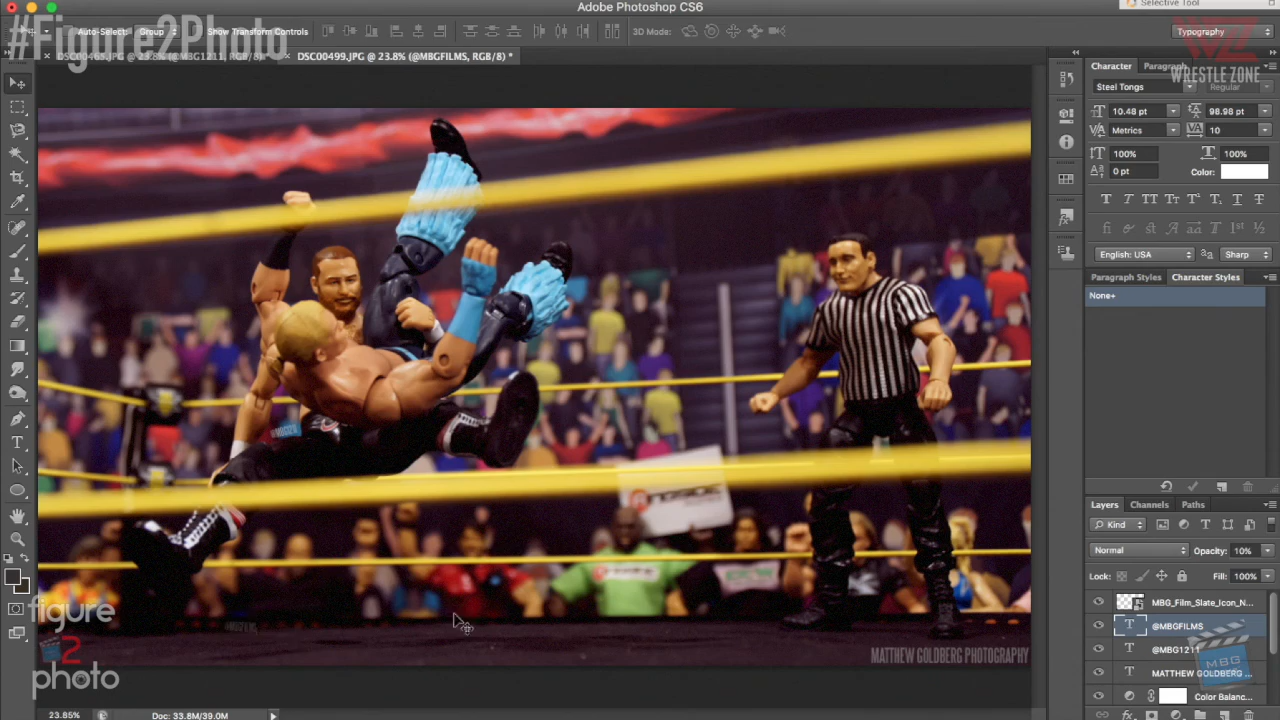 Adobe Photoshop CS6
Selective Tool
#Figure2Photo
Auto-Select: Group Show Transform Controls
3D Mode:
Typography
DSC00499.JPG @ 23.8% (@MBGFILMS, RGB/8) *
WRESTLE ZONE
Character Paragraph
Steel Tongs Regular
10.48 pt 98.98 pt
Metrics 10
100% 100%
0 pt Color:
English: USA Sharp
Paragraph Styles Character Styles
None+
Layers Channels Paths
Kind
Normal Opacity: 10%
Lock: Fill: 100%
MBG_Film_Slate_Icon_N...
@MBGFILMS
@MBG1211
MATTHEW GOLDBERG ...
MBG
Color Balanc...
figure
2
photo
MATTHEW GOLDBERG PHOTOGRAPHY
23.85% Doc: 33.8M/39.0M